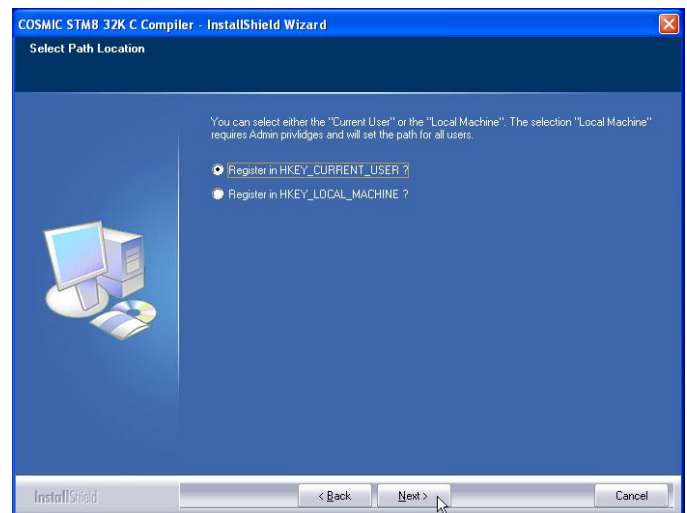 COSMIC STM8 32K C Compiler - InstallShield Wizard
Select Path Location
You can select either the "Current User" or the "Local Machine". The selection "Local Machine"
requires Admin privlidges and will set the path for all users.
Register in HKEY_CURRENT_USER ?
Register in HKEY_LOCAL_MACHINE ?
InstallShield
< Back
Next >
Cancel